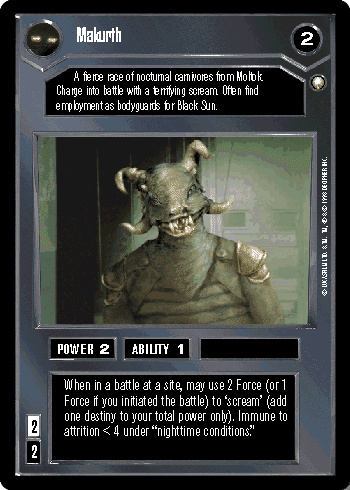 Makurth
2
A fierce race of nocturnal carnivores from Moltok.
Charge into battle with a terrifying scream. Often find
employment as bodyguards for Black Sun.
POWER 2
ABILITY 1
When in a battle at a site, may use 2 Force (or 1
Force if you initiated the battle) to 'scream' (add
one destiny to your total power only). Immune to
attrition < 4 under "nighttime conditions."
2
2